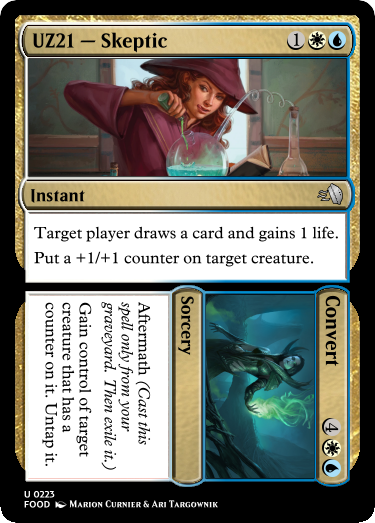 UZ21 — Skeptic
1
Instant
Target player draws a card and gains 1 life.
Put a +1/+1 counter on target creature.
Convert
4
Sorcery
Aftermath (Cast this
spell only from your
graveyard. Then exile it.)
Gain control of target
creature that has a
counter on it. Untap it.
U 0223
FOOD Marion Curnier & Ari Targownik